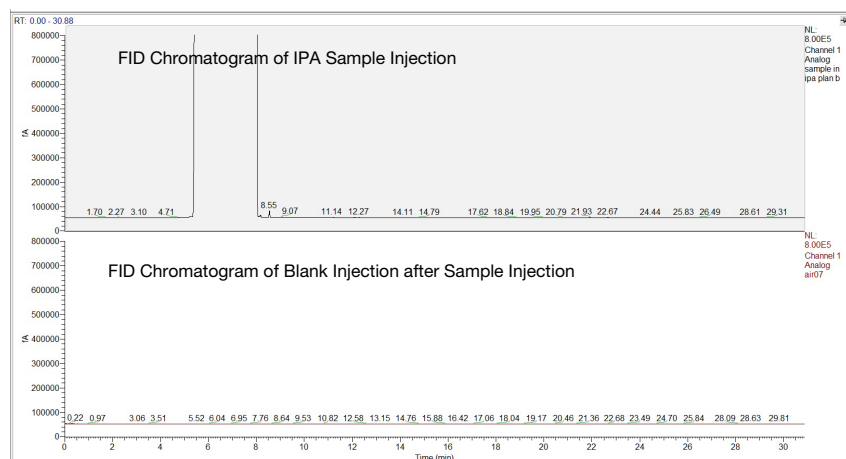 RT: 0.00 - 30.88
NL:
8.00E5
Channel 1
Analog
sample in
ipa plan b
FID Chromatogram of IPA Sample Injection
800000
700000
600000
500000
400000
300000
200000
100000
0
fA
1.70 2.27 3.10 4.71 8.55 9.07 11.14 12.27 14.11 14.79 17.62 18.84 19.95 20.79 21.93 22.67 24.44 25.83 26.49 28.61 29.31
NL:
8.00E5
Channel 1
Analog
air07
FID Chromatogram of Blank Injection after Sample Injection
800000
700000
600000
500000
400000
300000
200000
100000
0
fA
0.22 0.97 3.06 3.51 5.52 6.04 6.95 7.76 8.64 9.53 10.82 12.58 13.15 14.76 15.88 16.42 17.06 18.04 19.17 20.46 21.36 22.68 23.49 24.70 25.84 28.09 28.63 29.81
0 2 4 6 8 10 12 14 16 18 20 22 24 26 28 30
Time (min)